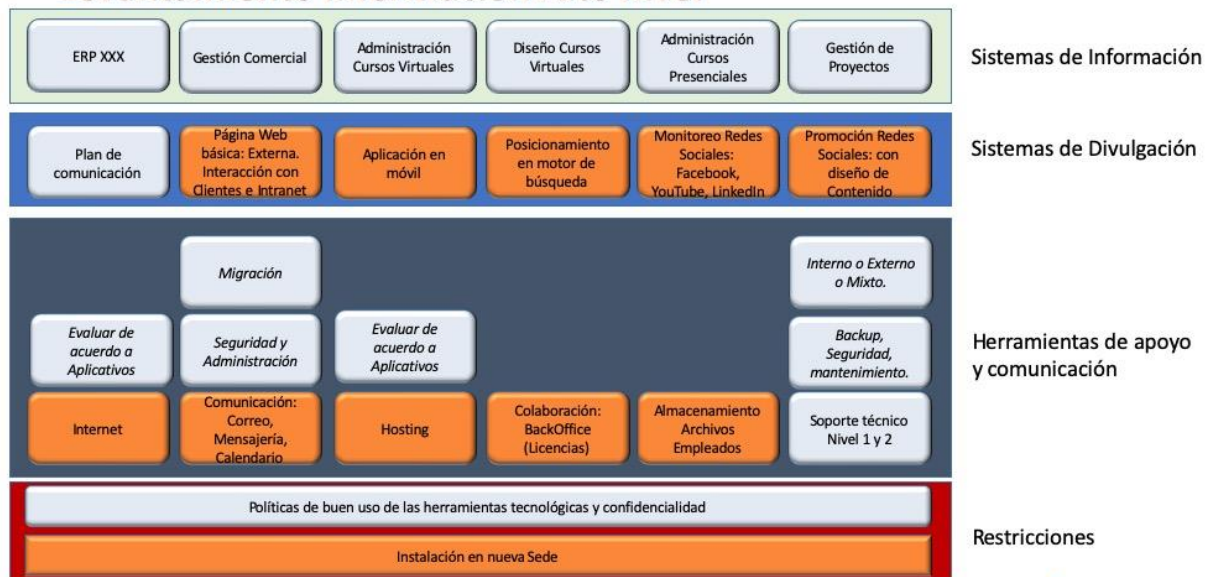 ERP XXX
Gestión Comercial
Administración
Cursos Virtuales
Diseño Cursos
Virtuales
Administración
Cursos
Presenciales
Gestión de
Proyectos
Sistemas de Información
Plan de
comunicación
Página Web
básica: Externa.
Interacción con
Clientes e Intranet
Aplicación en
móvil
Posicionamiento
en motor de
búsqueda
Monitoreo Redes
Sociales:
Facebook,
YouTube, LinkedIn
Promoción Redes
Sociales: con
diseño de
Contenido
Sistemas de Divulgación
Migración
Interno o Externo
o Mixto.
Evaluar de
acuerdo a
Aplicativos
Seguridad y
Administración
Evaluar de
acuerdo a
Aplicativos
Backup,
Seguridad,
mantenimiento.
Herramientas de apoyo
y comunicación
Internet
Comunicación:
Correo,
Mensajería,
Calendario
Hosting
Colaboración:
BackOffice
(Licencias)
Almacenamiento
Archivos
Empleados
Soporte técnico
Nivel 1 y 2
Políticas de buen uso de las herramientas tecnológicas y confidencialidad
Instalación en nueva Sede
Restricciones